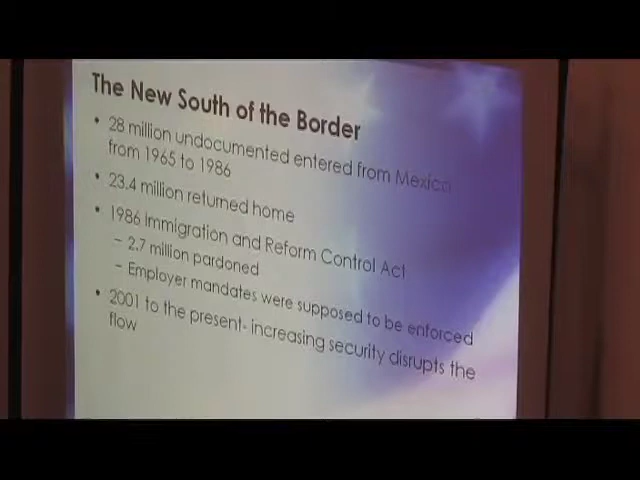 The New South of the Border
• 28 million undocumented entered from Mexico
from 1965 to 1986
• 23.4 million returned home
• 1986 Immigration and Reform Control Act
– 2.7 million pardoned
– Employer mandates were supposed to be enforced
• 2001 to the present- increasing security disrupts the
flow